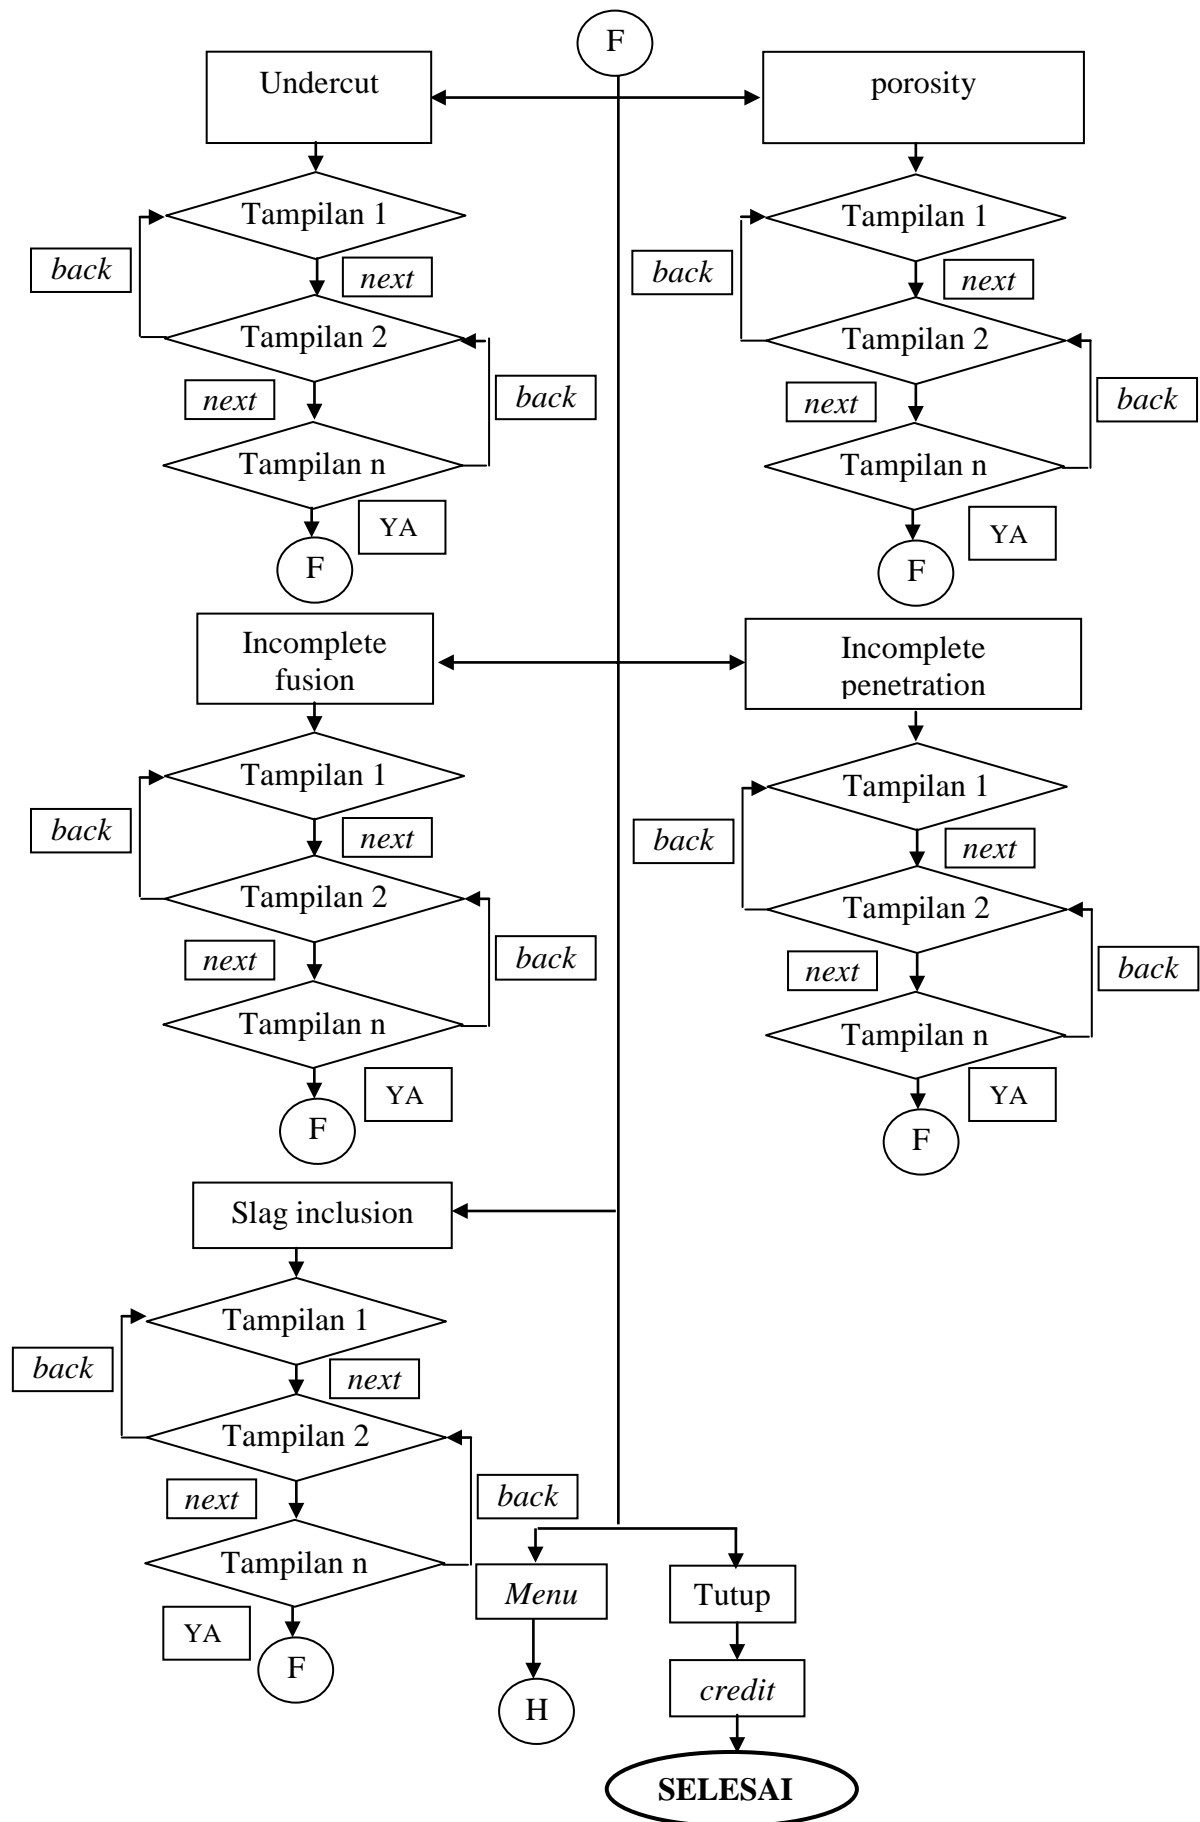 F
Undercut
Tampilan 1
back
next
Tampilan 2
next
back
Tampilan n
YA
F
porosity
Tampilan 1
back
next
Tampilan 2
next
back
Tampilan n
YA
F
Incomplete
fusion
Tampilan 1
back
next
Tampilan 2
next
back
Tampilan n
YA
F
Incomplete
penetration
Tampilan 1
back
next
Tampilan 2
next
back
Tampilan n
YA
F
Slag inclusion
Tampilan 1
back
next
Tampilan 2
next
back
Tampilan n
YA
F
Menu
H
Tutup
credit
SELESAI